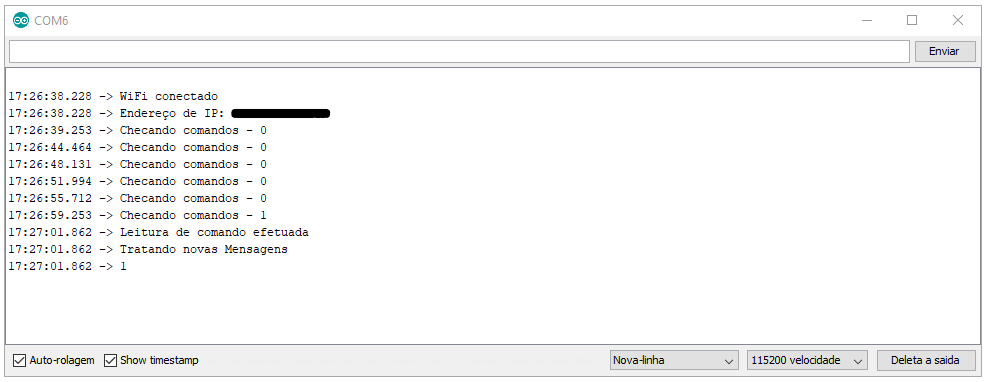 COM6
Enviar
17:26:38.228 -> WiFi conectado
17:26:38.228 -> Endereço de IP:
17:26:39.253 -> Checando comandos - 0
17:26:44.464 -> Checando comandos - 0
17:26:48.131 -> Checando comandos - 0
17:26:51.994 -> Checando comandos - 0
17:26:55.712 -> Checando comandos - 0
17:26:59.253 -> Checando comandos - 1
17:27:01.862 -> Leitura de comando efetuada
17:27:01.862 -> Tratando novas Mensagens
17:27:01.862 -> 1
Auto-rolagem Show timestamp Nova-linha 115200 velocidade Deleta a saida